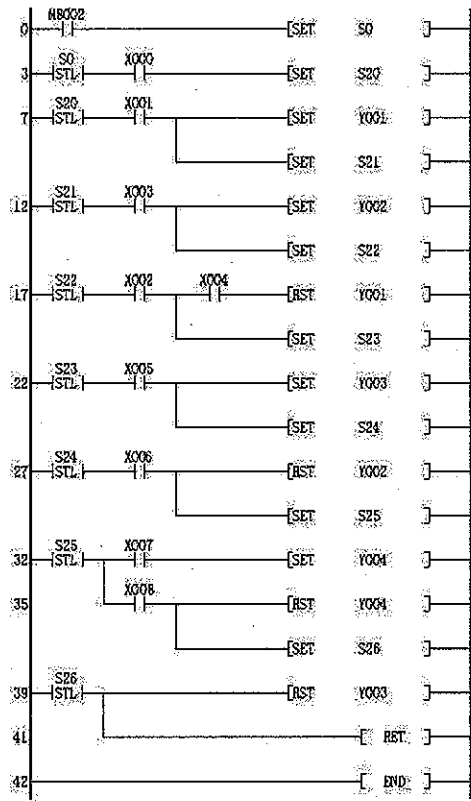 M8002
0 [SET S0 ]
S0 X000
3 STL [SET S20 ]
S20 X001
7 STL [SET Y001 ]
[SET S21 ]
S21 X003
12 STL [SET Y002 ]
[SET S22 ]
S22 X002 X004
17 STL [RST Y001 ]
[SET S23 ]
S23 X005
22 STL [SET Y003 ]
[SET S24 ]
S24 X006
27 STL [RST Y002 ]
[SET S25 ]
S25 X007
32 STL [SET Y004 ]
X008
35 [RST Y004 ]
[SET S26 ]
S26
39 STL [RST Y003 ]
41 [ RET ]
42 [ END ]